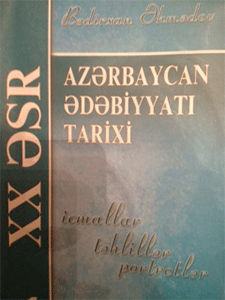 Bədirxan Əhmədov
XX ƏSR
AZƏRBAYCAN
ƏDƏBİYYATI
TARİXİ
icmallar
təhlillər
portretlər